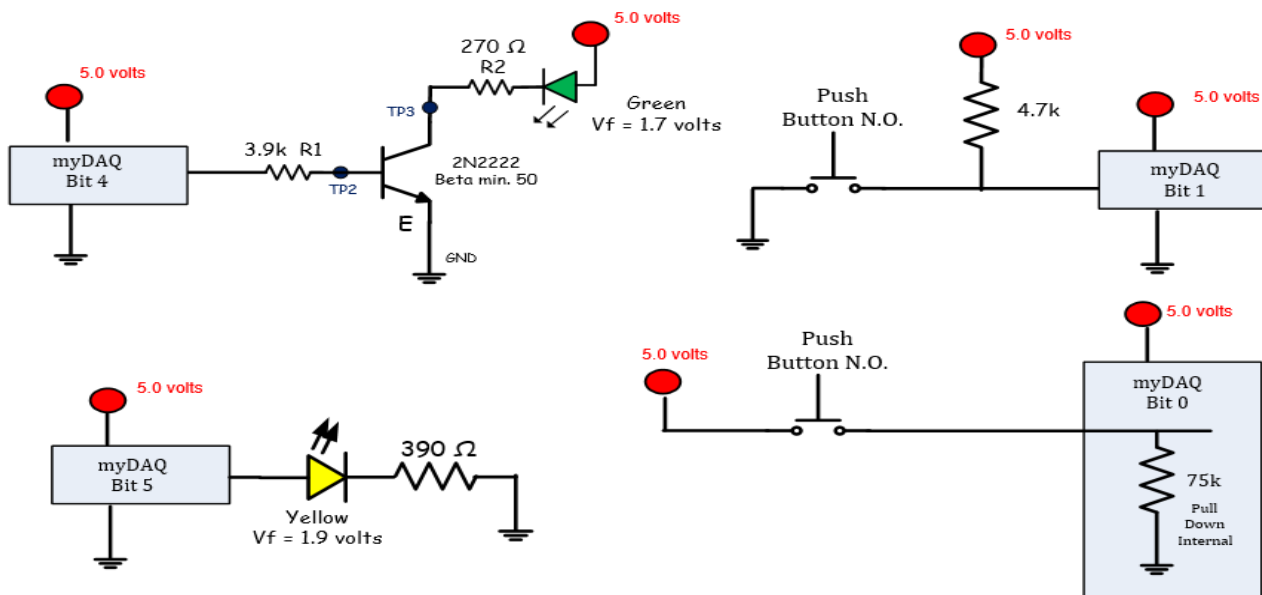 5.0 volts
myDAQ
Bit 4
3.9k R1
TP2
TP3
270 Ω
R2
5.0 volts
Green
Vf = 1.7 volts
2N2222
Beta min. 50
E
GND
5.0 volts
Push
Button N.O.
4.7k
5.0 volts
myDAQ
Bit 1
5.0 volts
myDAQ
Bit 5
390 Ω
Yellow
Vf = 1.9 volts
5.0 volts
Push
Button N.O.
5.0 volts
myDAQ
Bit 0
75k
Pull
Down
Internal